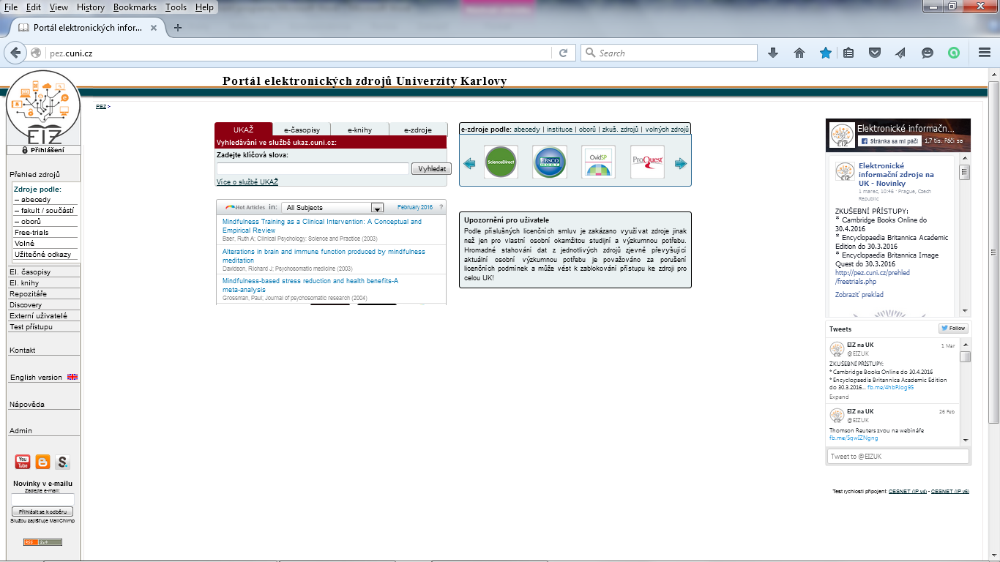 File Edit View History Bookmarks Tools Help
Portál elektronických infor...
pez.cuni.cz
Search
Portál elektronických zdrojů Univerzity Karlovy
EIZ
PEZ >
Přihlášení
Přehled zdrojů
Zdroje podle:
– abecedy
– fakult / součástí
– oborů
Free-trials
Volné
Užitečné odkazy
El. časopisy
El. knihy
Repozitáře
Discovery
Externí uživatelé
Test přístupu
Kontakt
English version
Nápověda
Admin
You Tube
Novinky v e-mailu
Zadejte e-mail:
Přihlásit se k odběru
Službu zajišťuje MailChimp
RSS 2.0
UKAŽ e-časopisy e-knihy e-zdroje
Vyhledávání ve službě ukaz.cuni.cz:
Zadejte klíčová slova:
Vyhledat
Více o službě UKAŽ
Hot Articles in: All Subjects February 2016 ?
Mindfulness Training as a Clinical Intervention: A Conceptual and
Empirical Review
Baer, Ruth A; Clinical Psychology: Science and Practice (2003)
Alterations in brain and immune function produced by mindfulness
meditation
Davidson, Richard J; Psychosomatic medicine (2003)
Mindfulness-based stress reduction and health benefits-A
meta-analysis
Grossman, Paul; Journal of psychosomatic research (2004)
e-zdroje podle: abecedy | instituce | oborů | zkuš. zdrojů | volných zdrojů
ScienceDirect
EBSCO HOST
OvidSP
ProQuest
Upozornění pro uživatele
Podle příslušných licenčních smluv je zakázáno využívat zdroje jinak
než jen pro vlastní osobní okamžitou studijní a výzkumnou potřebu.
Hromadné stahování dat z jednotlivých zdrojů zjevně převyšující
aktuální osobní výzkumnou potřebu je považováno za porušení
licenčních podmínek a může vést k zablokování přístupu ke zdroji pro
celou UK!
Elektronické informačn...
Stránka sa mi páči 1,7 tis. Páči sa
Elektronické
informační zdroje na
UK - Novinky
1 marec, 10:46 · Prague, Czech
Republic
ZKUŠEBNÍ PŘÍSTUPY:
* Cambridge Books Online do
30.4.2016
* Encyclopaedia Britannica Academic
Edition do 30.3.2016
* Encyclopaedia Britannica Image
Quest do 30.3.2016
http://pez.cuni.cz/prehled
/freetrials.php
Zobraziť preklad
Tweets
Follow
EIZ na UK 1 Mar
@EIZUK
ZKUŠEBNÍ PŘÍSTUPY:
* Cambridge Books Online do 30.4.2016
* Encyclopaedia Britannica Academic Edition
do 30.3.2016... fb.me/4hbPJog95
Expand
EIZ na UK 26 Feb
@EIZUK
Thomson Reuters zvou na webináře
fb.me/5qwIZNgng
Tweet to @EIZUK
Test rychlosti připojení: CESNET (IP v4) - CESNET (IP v6)